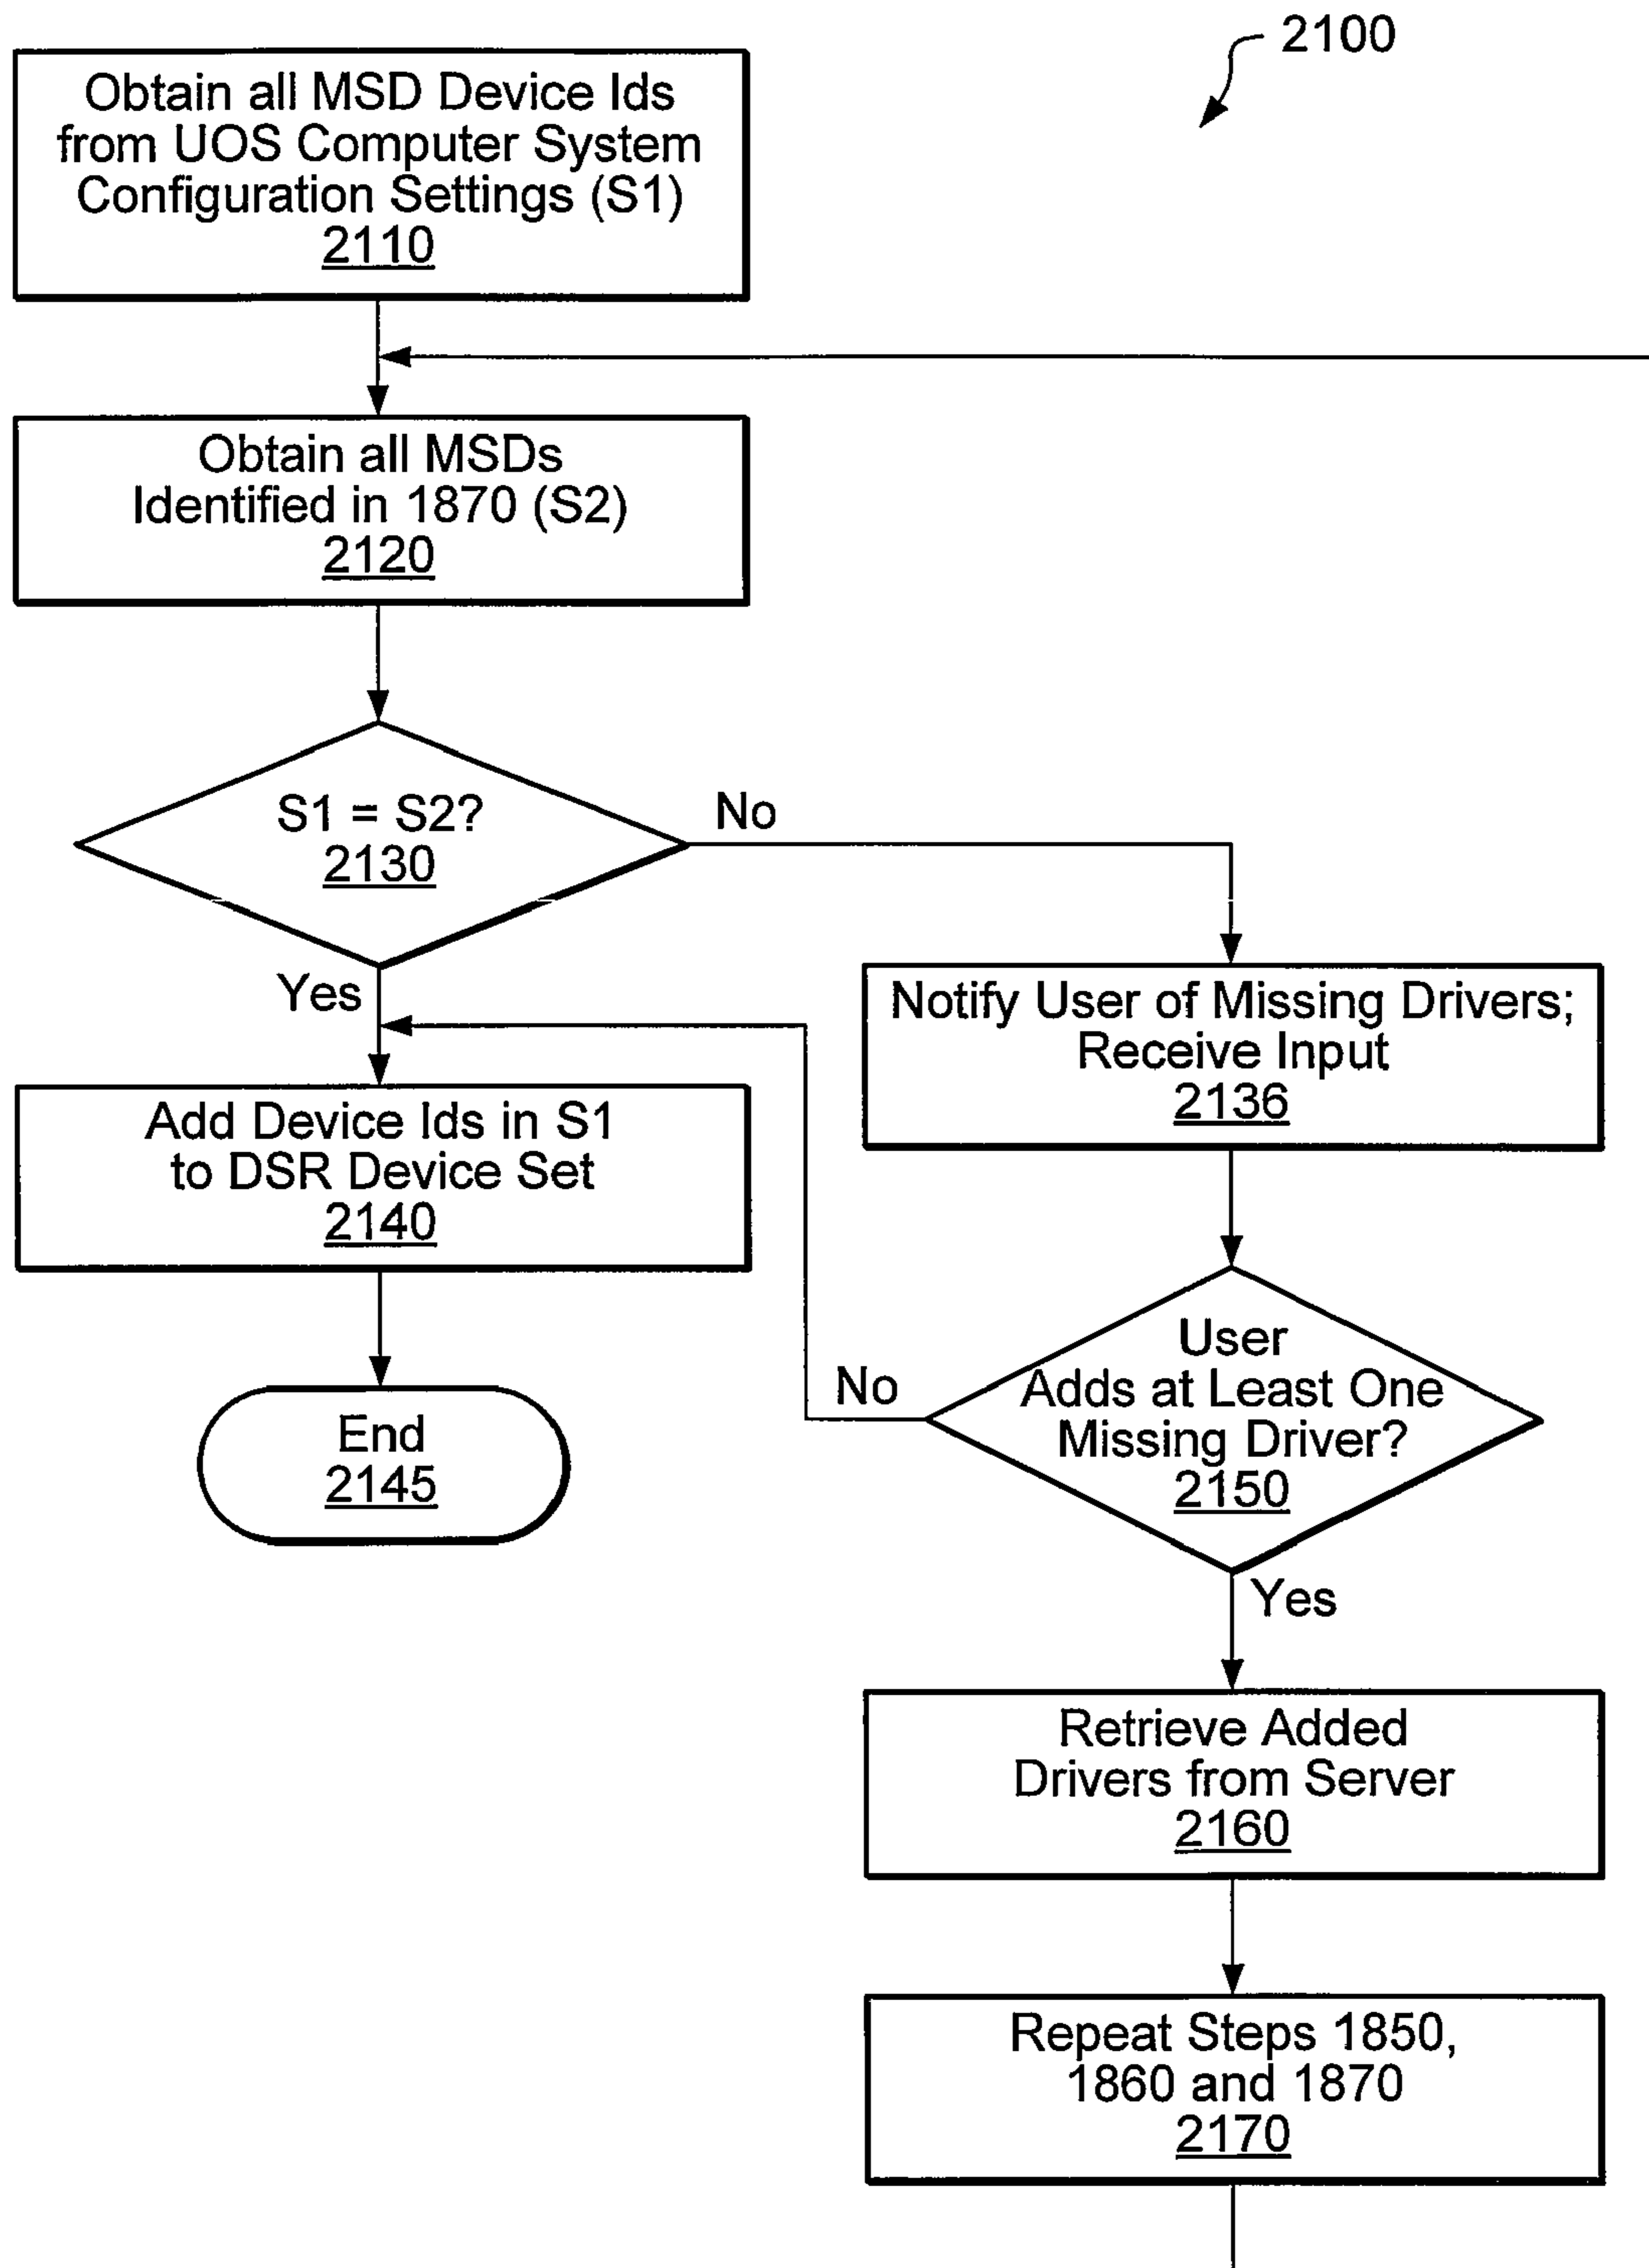 2100
Obtain all MSD Device Ids
from UOS Computer System
Configuration Settings (S1)
2110
Obtain all MSDs
Identified in 1870 (S2)
2120
S1 = S2?
2130
No
Yes
Notify User of Missing Drivers;
Receive Input
2136
Add Device Ids in S1
to DSR Device Set
2140
User
Adds at Least One
Missing Driver?
2150
No
End
2145
Yes
Retrieve Added
Drivers from Server
2160
Repeat Steps 1850,
1860 and 1870
2170